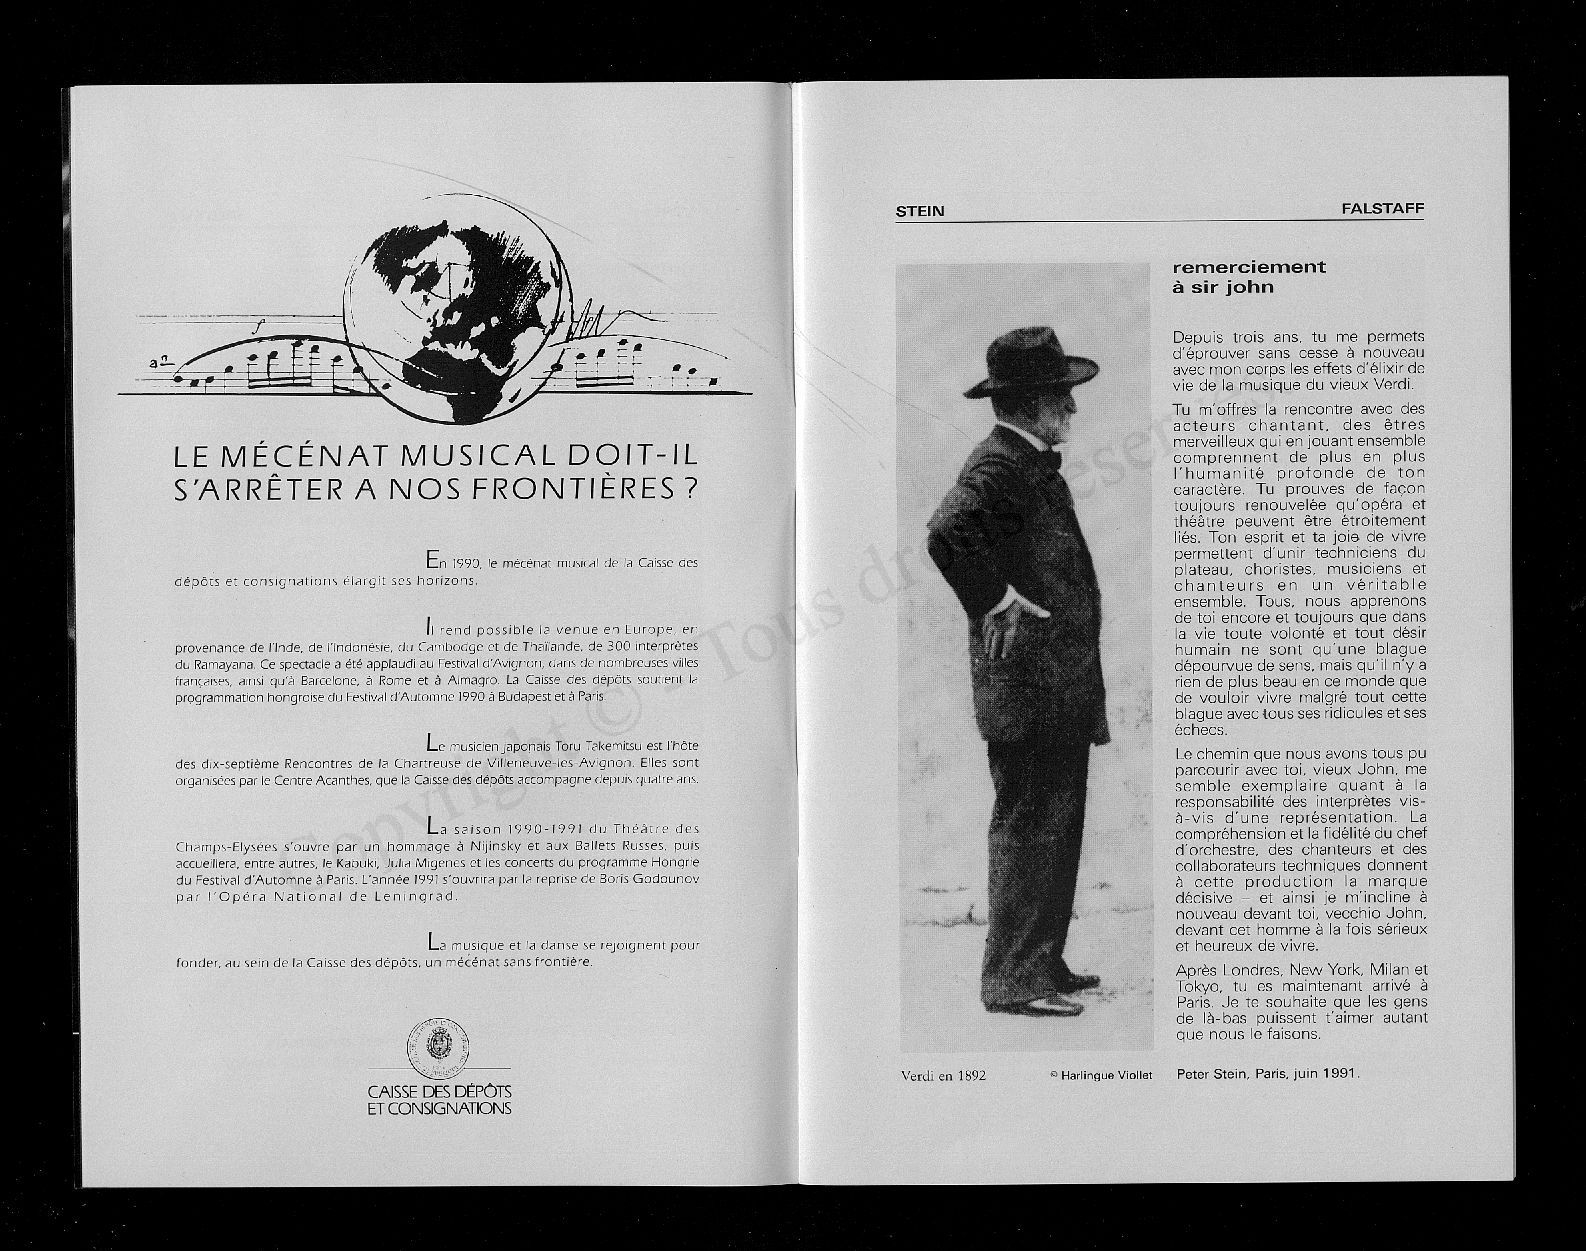 f
LE MÉCÉNAT MUSICAL DOIT-IL
S'ARRÊTER A NOS FRONTIÈRES ?
En 1990, le mécénat musical de la Caisse des
dépôts et consignations élargit ses horizons.
Il rend possible la venue en Europe, en
provenance de l'Inde, de l'Indonésie, du Cambodge et de Thaïlande, de 300 interprètes
du Ramayana. Ce spectacle a été applaudi au Festival d'Avignon, dans de nombreuses villes
françaises, ainsi qu'à Barcelone, à Rome et à Almagro. La Caisse des dépôts soutient la
programmation hongroise du Festival d'Automne 1990 à Budapest et à Paris.
Le musicien japonais Toru Takemitsu est l'hôte
des dix-septième Rencontres de la Chartreuse de Villeneuve-les-Avignon. Elles sont
organisées par le Centre Acanthes, que la Caisse des dépôts accompagne depuis quatre ans.
La saison 1990-1991 du Théâtre des
Champs-Elysées s'ouvre par un hommage à Nijinsky et aux Ballets Russes, puis
accueillera, entre autres, le Kabuki, Julia Migenes et les concerts du programme Hongrie
du Festival d'Automne à Paris. L'année 1991 s'ouvrira par la reprise de Boris Godounov
par l'Opéra National de Leningrad.
La musique et la danse se rejoignent pour
fonder, au sein de la Caisse des dépôts, un mécénat sans frontière.
CAISSE DES DÉPÔTS
ET CONSIGNATIONS
Copyright © - Tous droits réservés
STEIN FALSTAFF
remerciement
à sir john
Depuis trois ans, tu me permets
d'éprouver sans cesse à nouveau
avec mon corps les effets d'élixir de
vie de la musique du vieux Verdi.
Tu m'offres la rencontre avec des
acteurs chantant, des êtres
merveilleux qui en jouant ensemble
comprennent de plus en plus
l'humanité profonde de ton
caractère. Tu prouves de façon
toujours renouvelée qu'opéra et
théâtre peuvent être étroitement
liés. Ton esprit et ta joie de vivre
permettent d'unir techniciens du
plateau, choristes, musiciens et
chanteurs en un véritable
ensemble. Tous, nous apprenons
de toi encore et toujours que dans
la vie toute volonté et tout désir
humain ne sont qu'une blague
dépourvue de sens, mais qu'il n'y a
rien de plus beau en ce monde que
de vouloir vivre malgré tout cette
blague avec tous ses ridicules et ses
échecs.
Le chemin que nous avons tous pu
parcourir avec toi, vieux John, me
semble exemplaire quant à la
responsabilité des interprètes vis-
à-vis d'une représentation. La
compréhension et la fidélité du chef
d'orchestre, des chanteurs et des
collaborateurs techniques donnent
à cette production la marque
décisive – et ainsi je m'incline à
nouveau devant toi, vecchio John,
devant cet homme à la fois sérieux
et heureux de vivre.
Après Londres, New York, Milan et
Tokyo, tu es maintenant arrivé à
Paris. Je te souhaite que les gens
de là-bas puissent t'aimer autant
que nous le faisons.
Verdi en 1892 © Harlingue Viollet
Peter Stein, Paris, juin 1991.